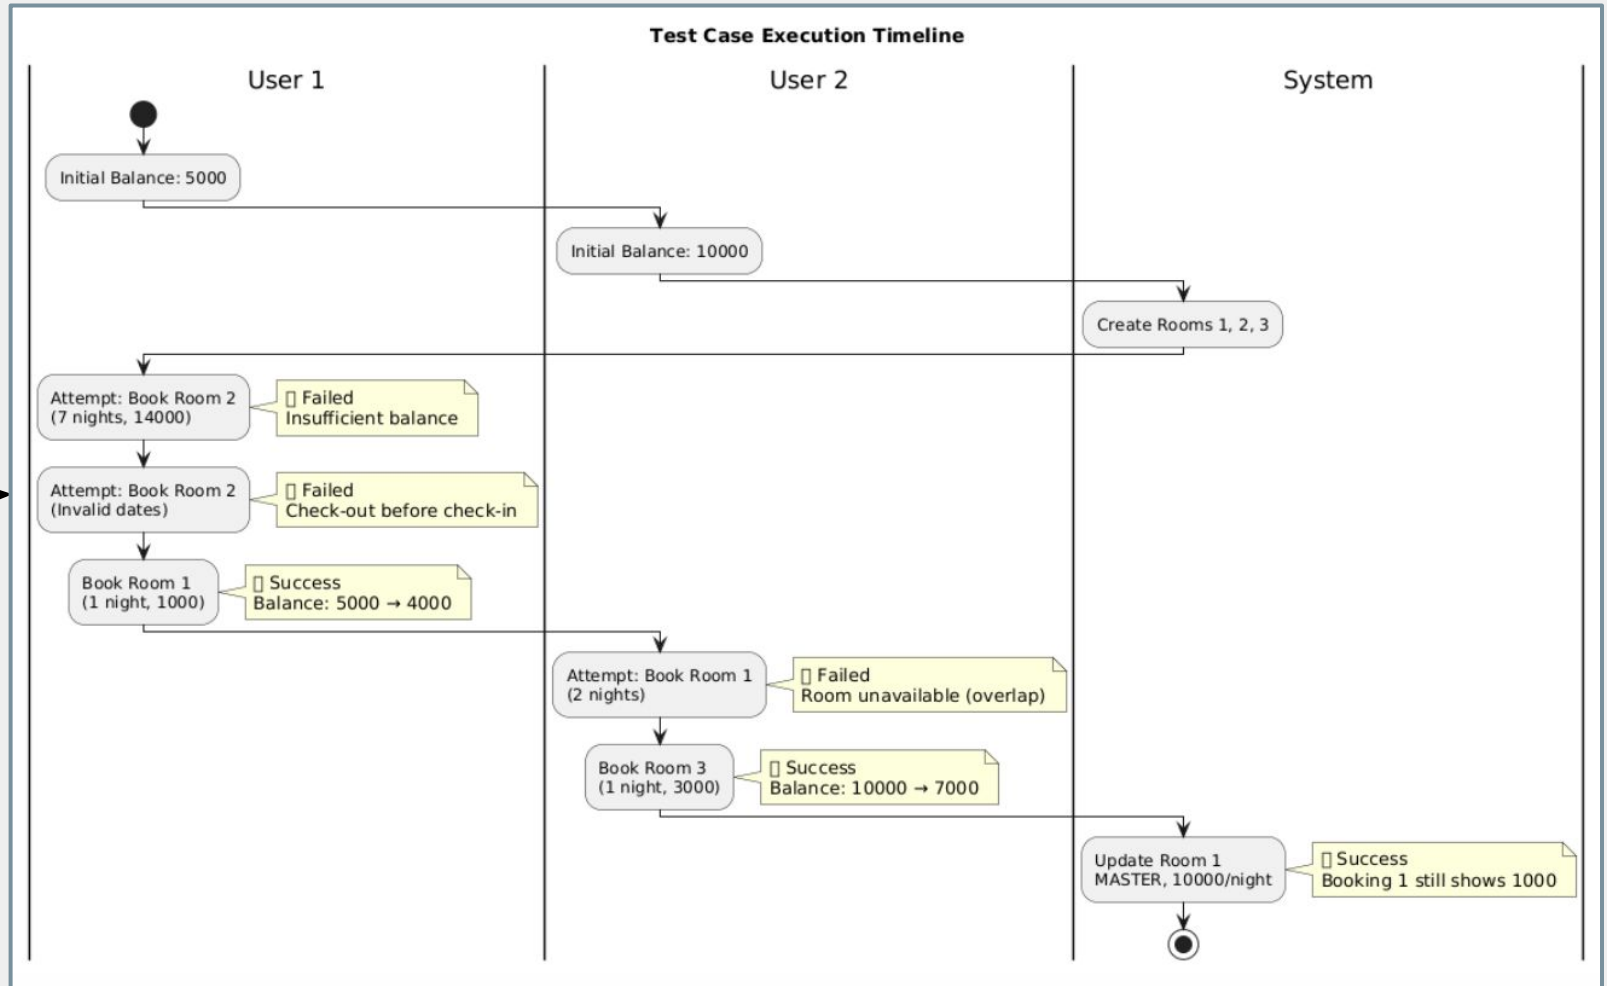 Test Case Execution Timeline
User 1
User 2
System
Initial Balance: 5000
Initial Balance: 10000
Create Rooms 1, 2, 3
Attempt: Book Room 2
(7 nights, 14000)
▯ Failed
Insufficient balance
Attempt: Book Room 2
(Invalid dates)
▯ Failed
Check-out before check-in
Book Room 1
(1 night, 1000)
▯ Success
Balance: 5000 → 4000
Attempt: Book Room 1
(2 nights)
▯ Failed
Room unavailable (overlap)
Book Room 3
(1 night, 3000)
▯ Success
Balance: 10000 → 7000
Update Room 1
MASTER, 10000/night
▯ Success
Booking 1 still shows 1000